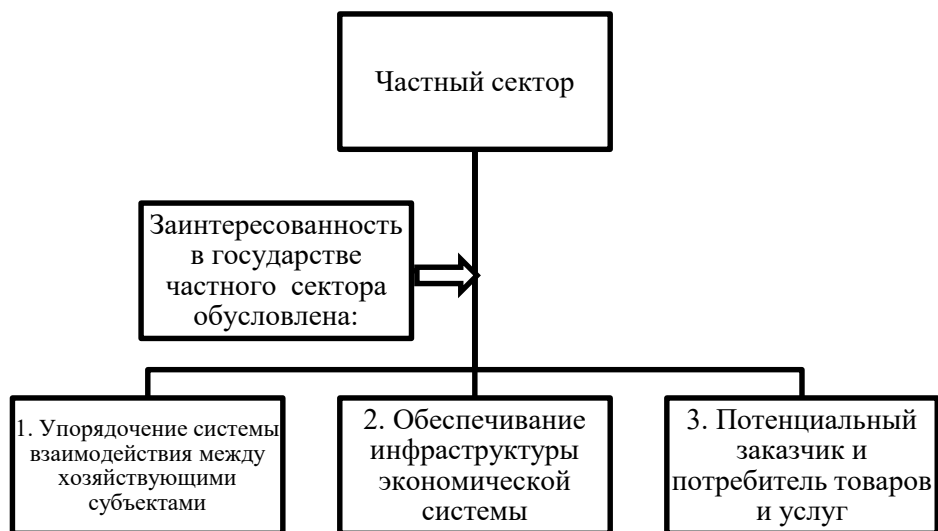 Частный сектор
Заинтересованность
в государстве
частного сектора
обусловлена:
1. Упорядочение системы
взаимодействия между
хозяйствующими
субъектами
2. Обеспечивание
инфраструктуры
экономической
системы
3. Потенциальный
заказчик и
потребитель товаров
и услуг